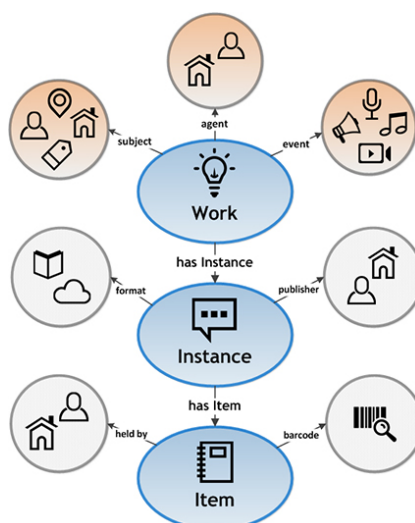 agent
subject
event
Work
has Instance
format
publisher
Instance
has Item
held by
barcode
Item